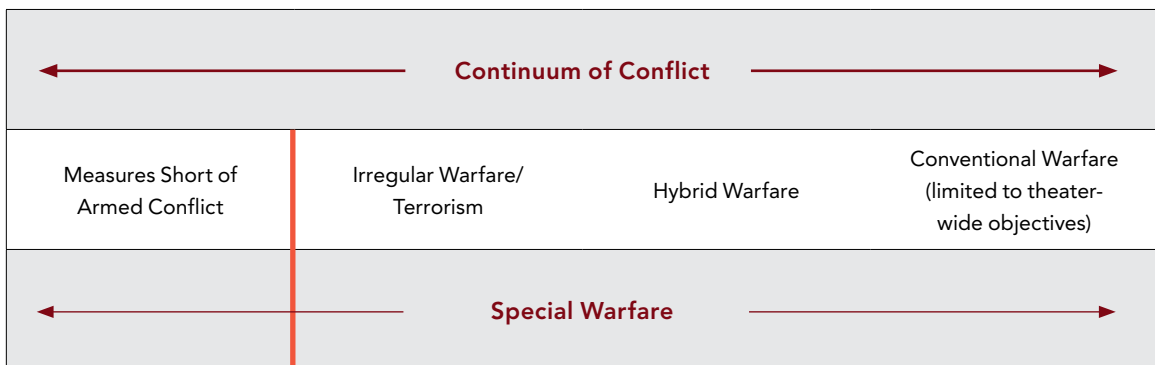 Continuum of Conflict
Measures Short of
Armed Conflict
Irregular Warfare/
Terrorism
Hybrid Warfare
Conventional Warfare
(limited to theater-
wide objectives)
Special Warfare